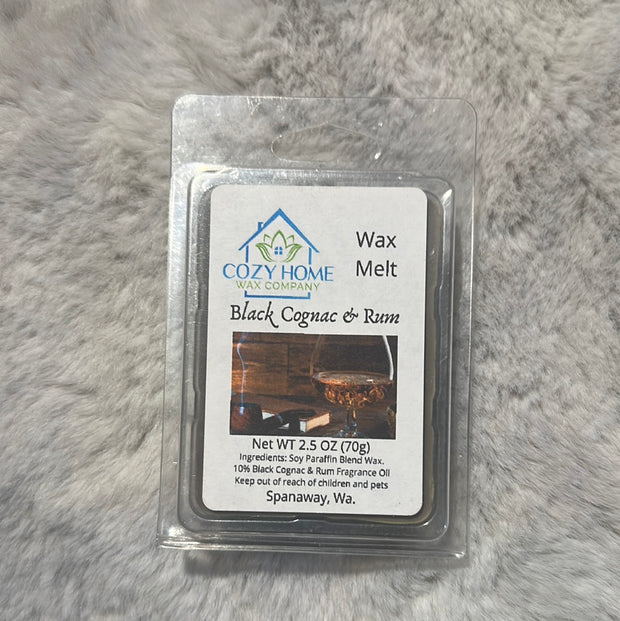 Wax
Melt
COZY HOME
WAX COMPANY
Black Cognac & Rum
Net WT 2.5 OZ (70g)
Ingredients: Soy Paraffin Blend Wax.
10% Black Cognac & Rum Fragrance Oil
Keep out of reach of children and pets
Spanaway, Wa.